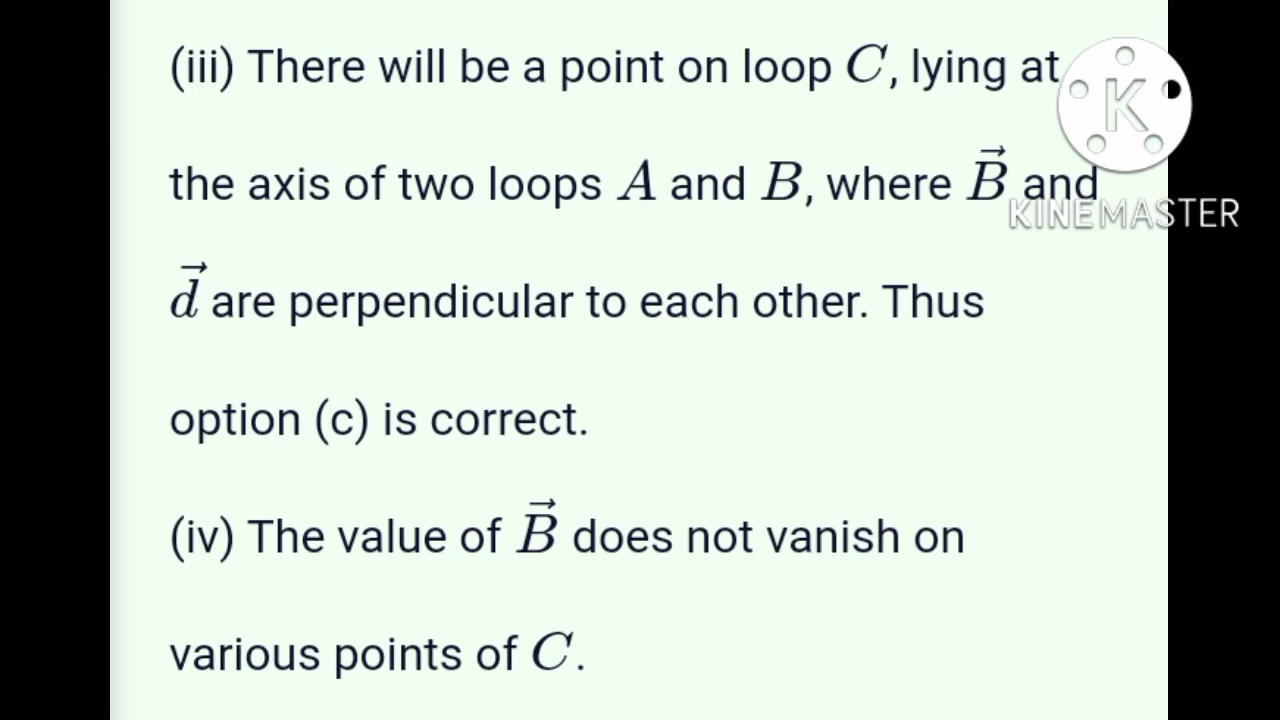 (iii) There will be a point on loop C, lying at
the axis of two loops A and B, where B⃗ and
d⃗ are perpendicular to each other. Thus
option (c) is correct.
(iv) The value of B⃗ does not vanish on
various points of C.
K
KINEMASTER